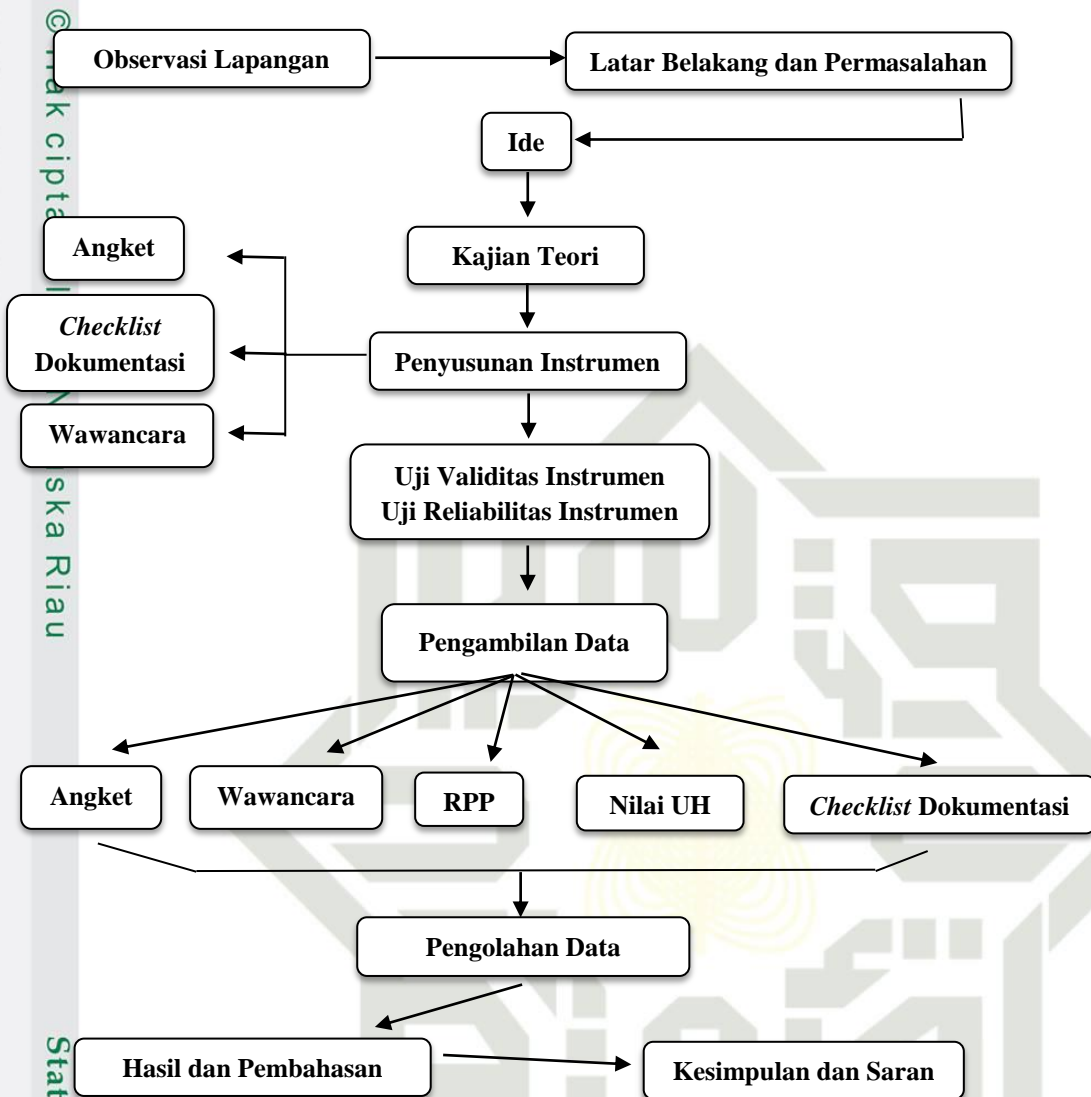 Observasi Lapangan
Latar Belakang dan Permasalahan
Ide
Kajian Teori
Angket
Checklist
Dokumentasi
Wawancara
Penyusunan Instrumen
Uji Validitas Instrumen
Uji Reliabilitas Instrumen
Pengambilan Data
Angket
Wawancara
RPP
Nilai UH
Checklist Dokumentasi
Pengolahan Data
Hasil dan Pembahasan
Kesimpulan dan Saran
© cipta Riau